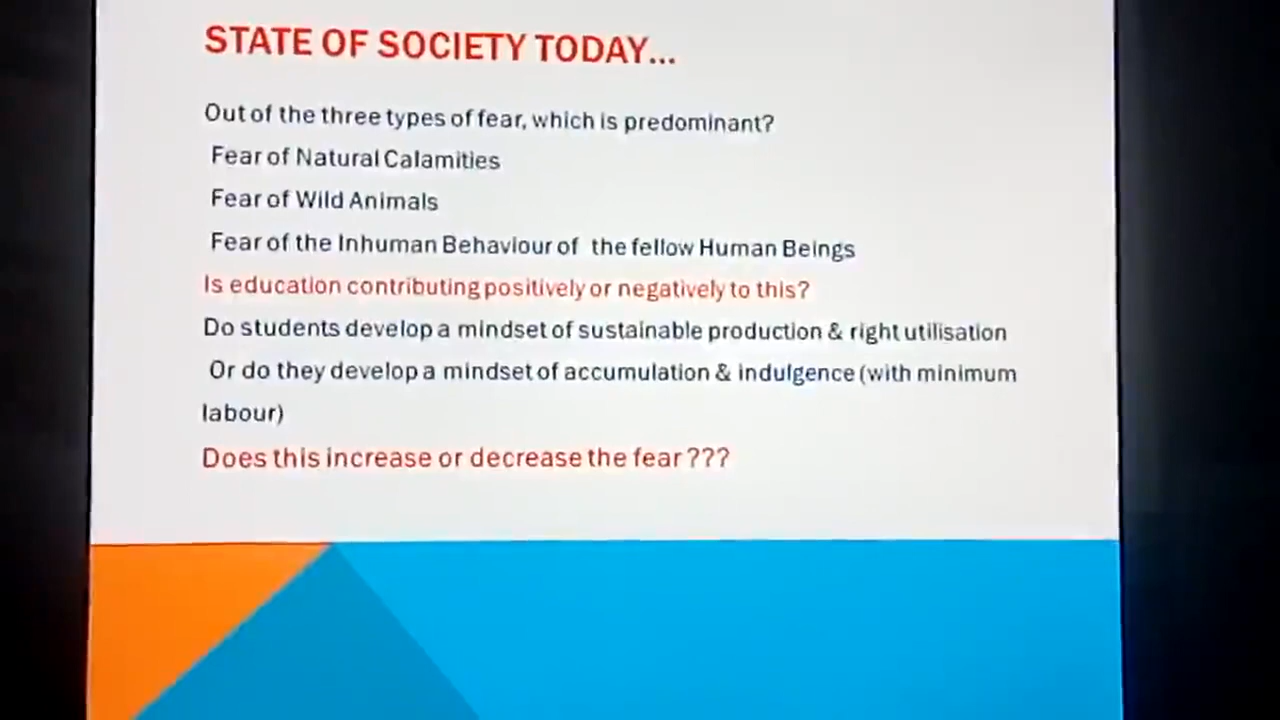 STATE OF SOCIETY TODAY...
Out of the three types of fear, which is predominant?
Fear of Natural Calamities
Fear of Wild Animals
Fear of the Inhuman Behaviour of the fellow Human Beings
Is education contributing positively or negatively to this?
Do students develop a mindset of sustainable production & right utilisation
Or do they develop a mindset of accumulation & indulgence (with minimum
labour)
Does this increase or decrease the fear ???